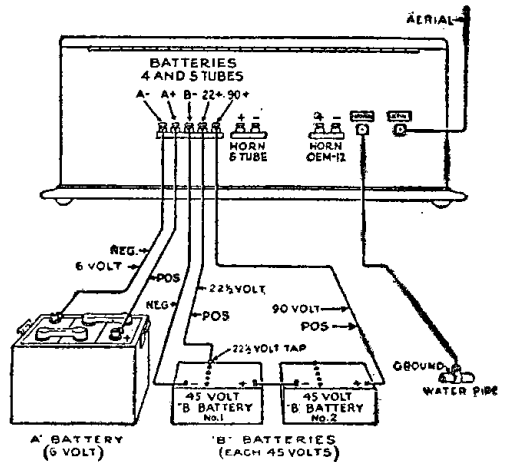 AERIAL
BATTERIES
4 AND 5 TUBES
A- A+ B- 22+ 90+
+ -
HORN
5 TUBE
+ -
HORN
OEM-12
NEG.
6 VOLT
POS
NEG
22½ VOLT
POS
90 VOLT
POS
22½ VOLT TAP
GROUND
WATER PIPE
45 VOLT
"B" BATTERY
No.1
45 VOLT
"B" BATTERY
No.2
"A" BATTERY
(6 VOLT)
"B" BATTERIES
(EACH 45 VOLTS)